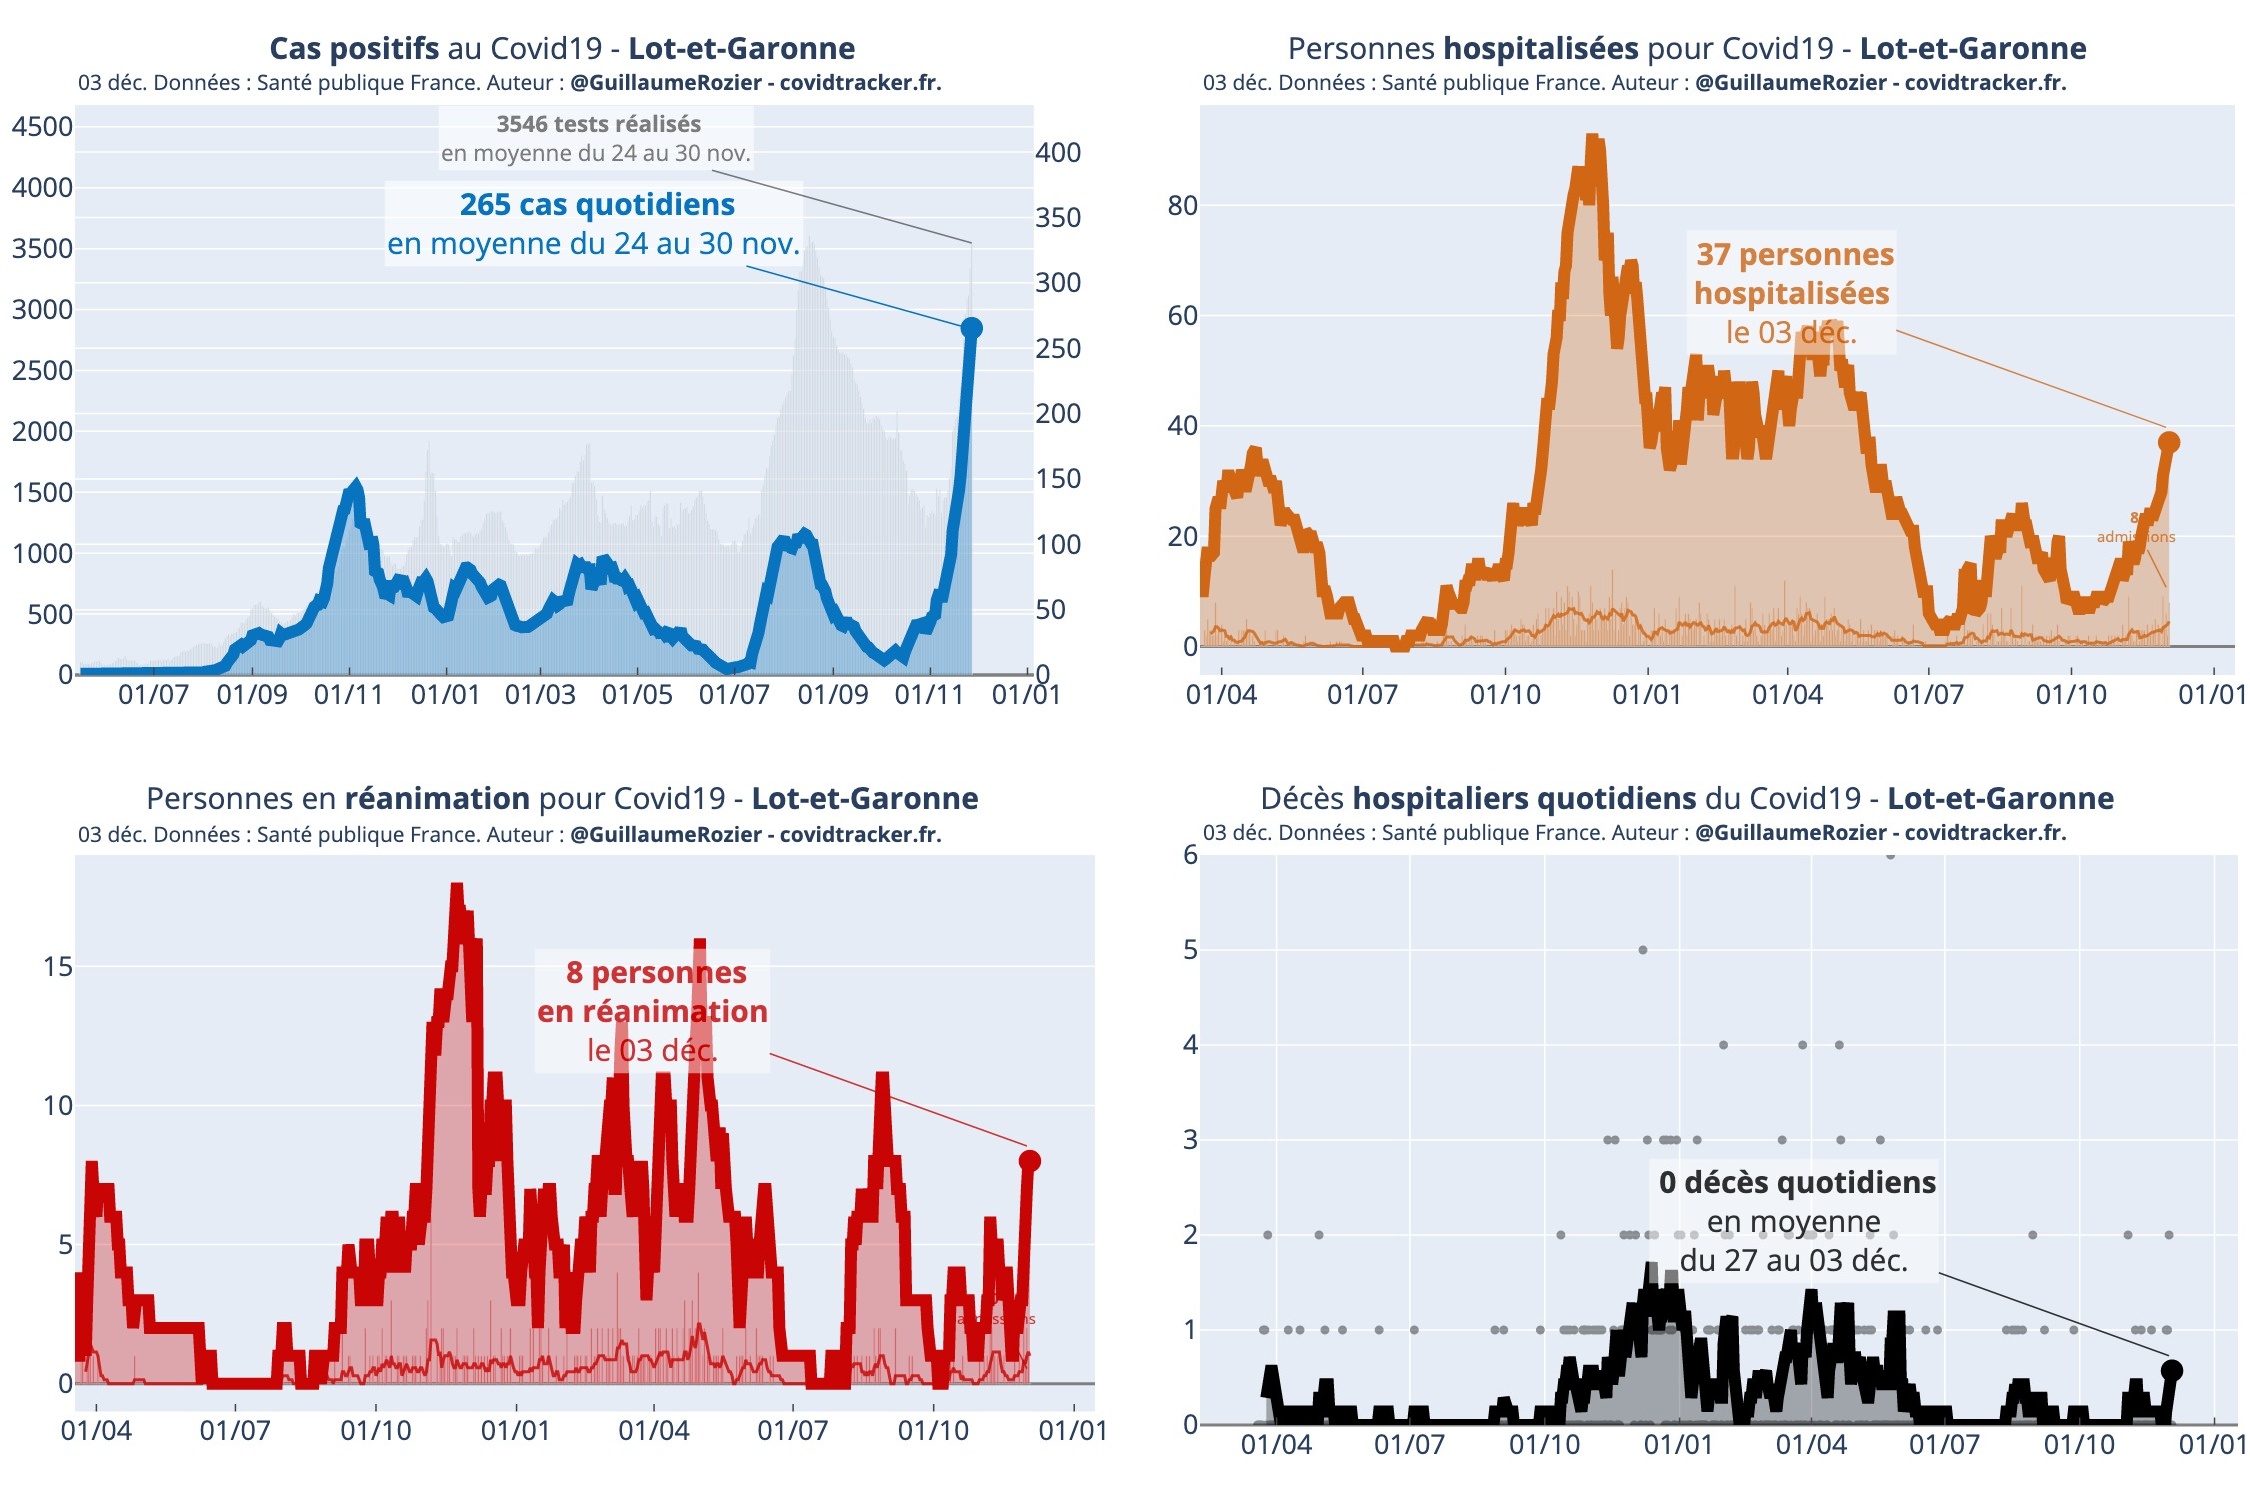 Cas positifs au Covid19 - Lot-et-Garonne
03 déc. Données : Santé publique France. Auteur : @GuillaumeRozier - covidtracker.fr.
3546 tests réalisés
en moyenne du 24 au 30 nov.
265 cas quotidiens
en moyenne du 24 au 30 nov.
4500
4000
3500
3000
2500
2000
1500
1000
500
0
400
350
300
250
200
150
100
50
0
01/07 01/09 01/11 01/01 01/03 01/05 01/07 01/09 01/11 01/01
Personnes hospitalisées pour Covid19 - Lot-et-Garonne
03 déc. Données : Santé publique France. Auteur : @GuillaumeRozier - covidtracker.fr.
37 personnes
hospitalisées
le 03 déc.
8
admissions
80
60
40
20
0
01/04 01/07 01/10 01/01 01/04 01/07 01/10 01/01
Personnes en réanimation pour Covid19 - Lot-et-Garonne
03 déc. Données : Santé publique France. Auteur : @GuillaumeRozier - covidtracker.fr.
8 personnes
en réanimation
le 03 déc.
admissions
15
10
5
0
01/04 01/07 01/10 01/01 01/04 01/07 01/10 01/01
Décès hospitaliers quotidiens du Covid19 - Lot-et-Garonne
03 déc. Données : Santé publique France. Auteur : @GuillaumeRozier - covidtracker.fr.
0 décès quotidiens
en moyenne
du 27 au 03 déc.
6
5
4
3
2
1
0
01/04 01/07 01/10 01/01 01/04 01/07 01/10 01/01